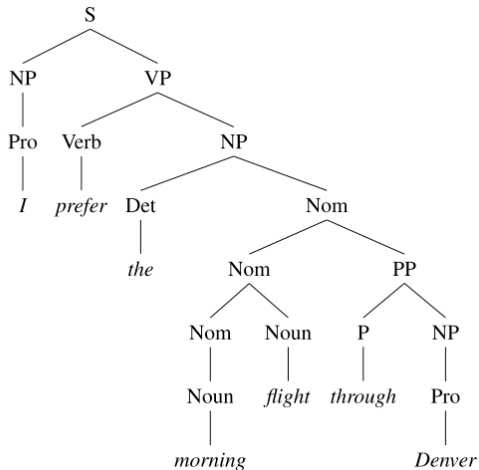 S
NP VP
Pro Verb NP
I prefer Det Nom
the Nom PP
Nom Noun P NP
Noun flight through Pro
morning Denver